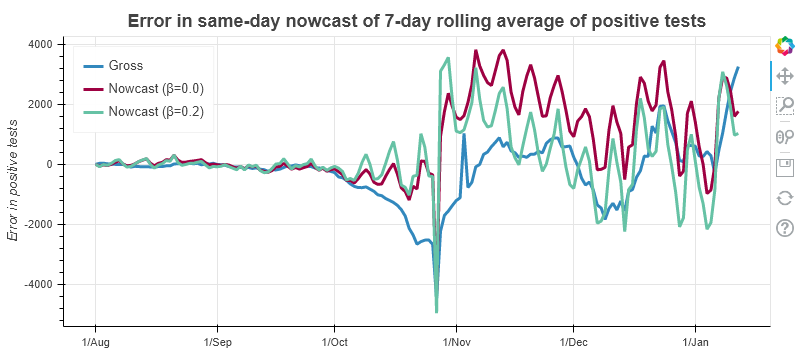 Error in same-day nowcast of 7-day rolling average of positive tests
Error in positive tests
4000
2000
0
-2000
-4000
Gross
Nowcast (β=0.0)
Nowcast (β=0.2)
1/Aug
1/Sep
1/Oct
1/Nov
1/Dec
1/Jan